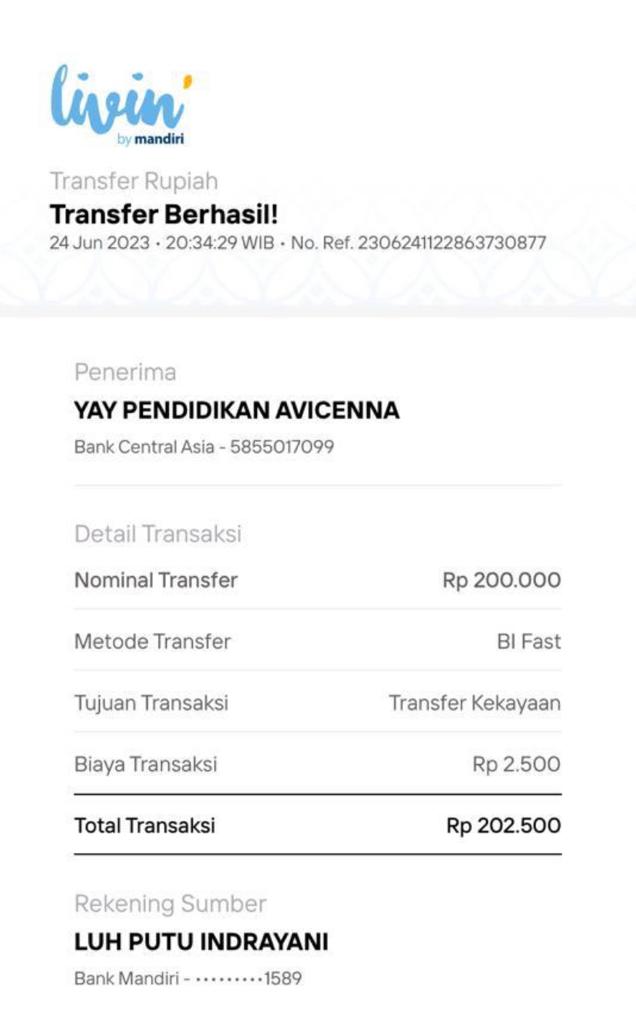 livin'
by mandiri
Transfer Rupiah
Transfer Berhasil!
24 Jun 2023 • 20:34:29 WIB • No. Ref. 2306241122863730877
Penerima
YAY PENDIDIKAN AVICENNA
Bank Central Asia - 5855017099
Detail Transaksi
Nominal Transfer Rp 200.000
Metode Transfer BI Fast
Tujuan Transaksi Transfer Kekayaan
Biaya Transaksi Rp 2.500
Total Transaksi Rp 202.500
Rekening Sumber
LUH PUTU INDRAYANI
Bank Mandiri - •••••••••1589